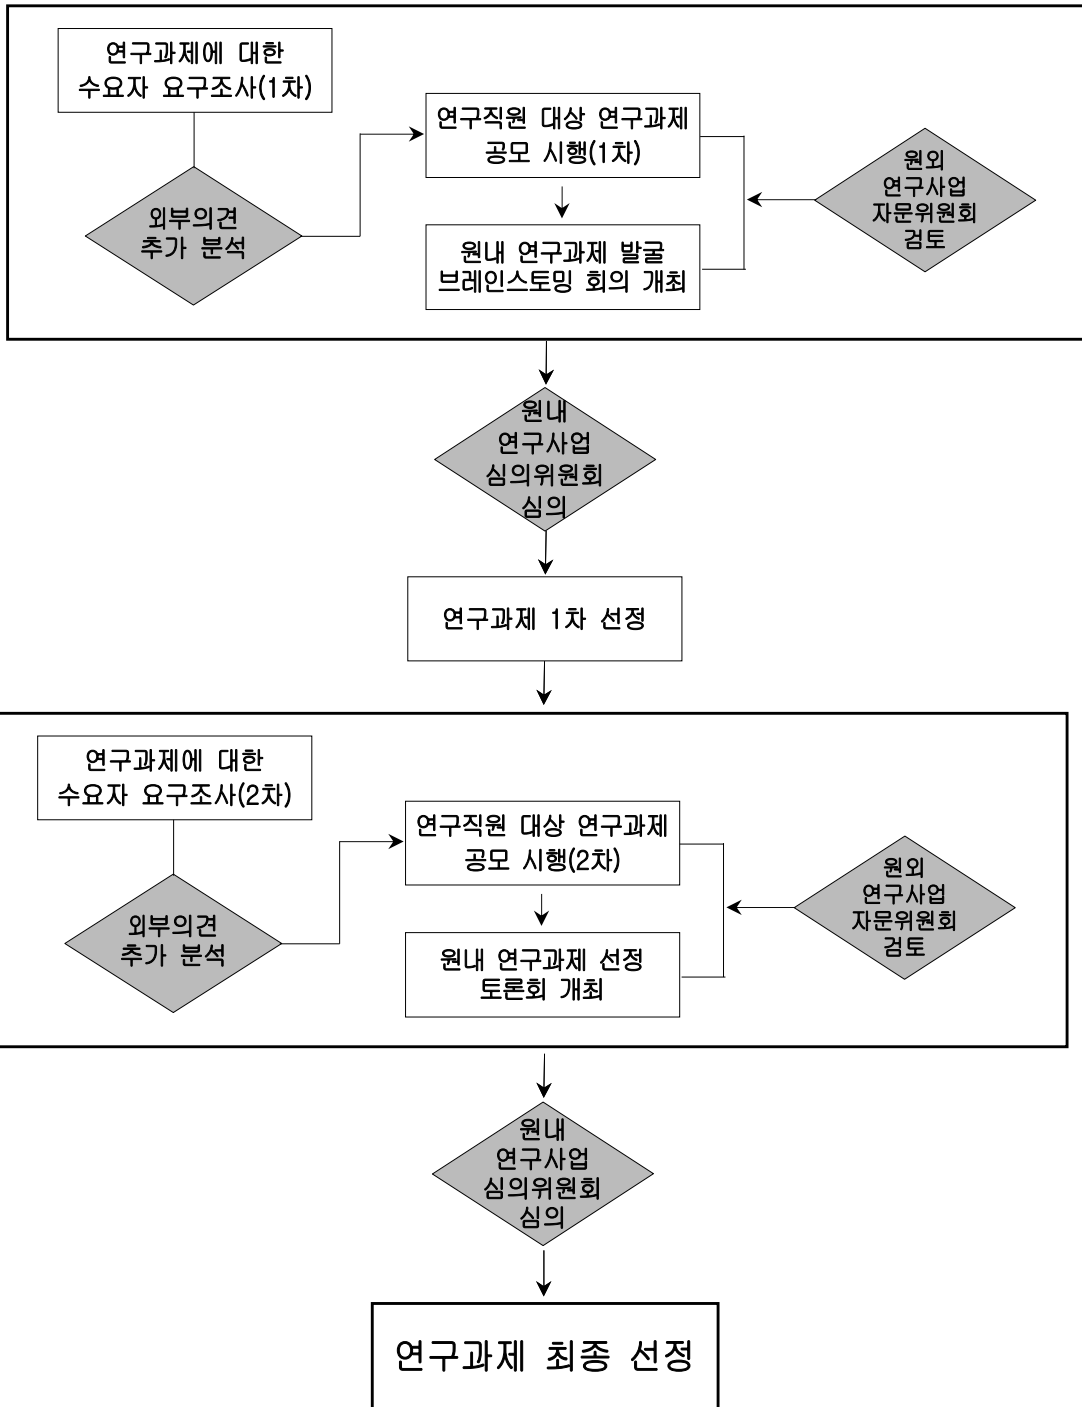 연구과제에 대한
수요자 요구조사(1차)
외부의견
추가 분석
연구직원 대상 연구과제
공모 시행(1차)
원내 연구과제 발굴
브레인스토밍 회의 개최
원외
연구사업
자문위원회
검토
원내
연구사업
심의위원회
심의
연구과제 1차 선정
연구과제에 대한
수요자 요구조사(2차)
외부의견
추가 분석
연구직원 대상 연구과제
공모 시행(2차)
원내 연구과제 선정
토론회 개최
원외
연구사업
자문위원회
검토
원내
연구사업
심의위원회
심의
연구과제 최종 선정